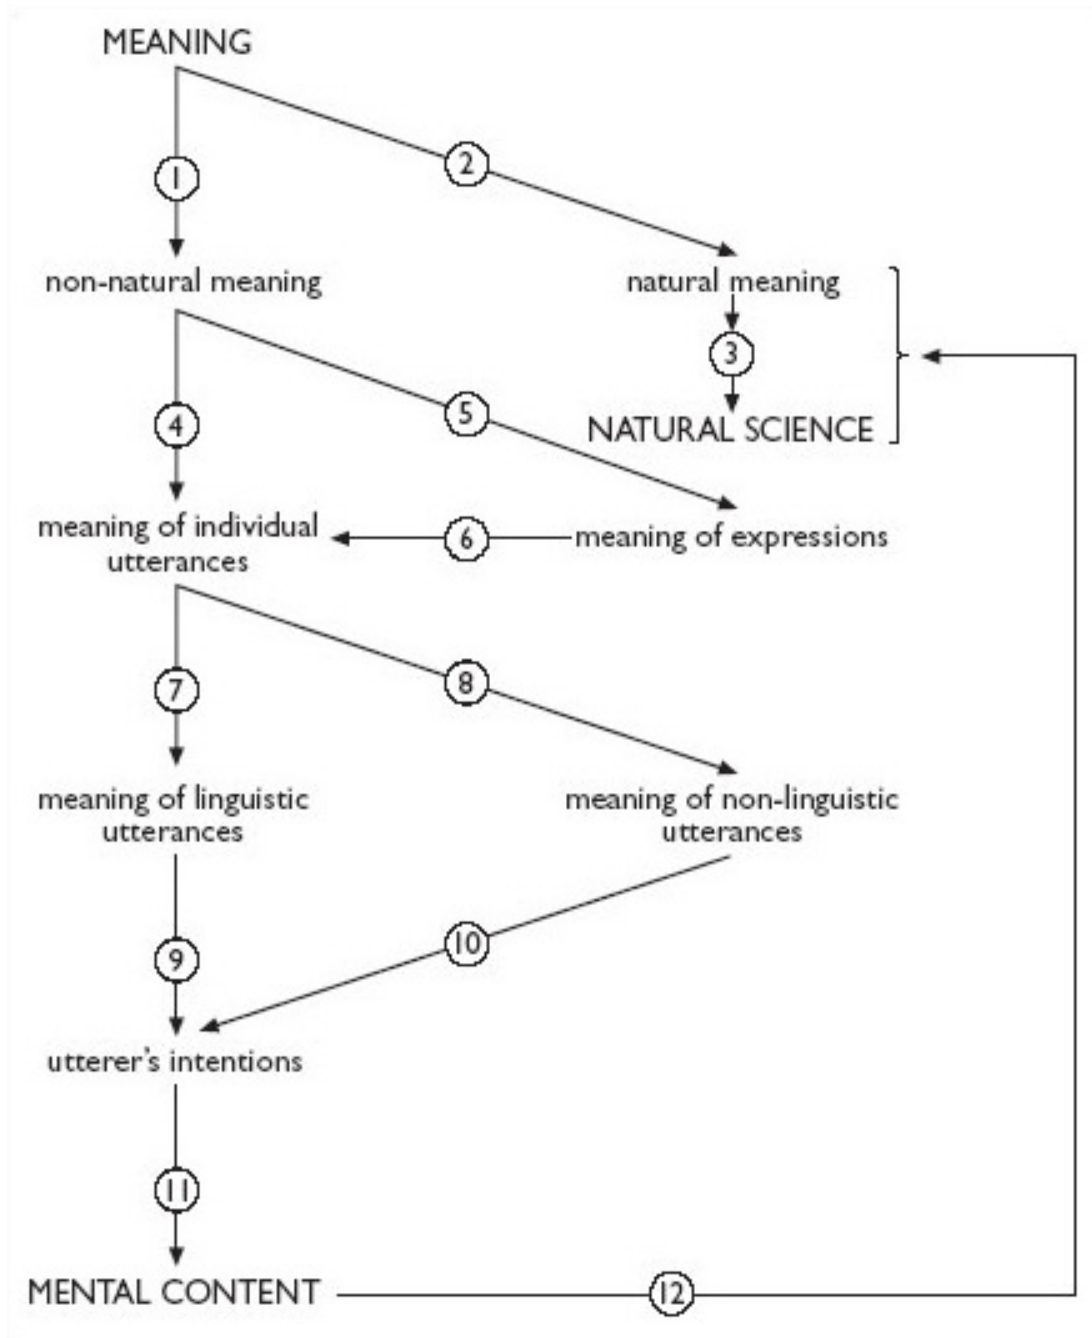 MEANING
2
1
non-natural meaning
natural meaning
3
5
4
NATURAL SCIENCE
meaning of individual
utterances
6
meaning of expressions
8
7
meaning of linguistic
utterances
meaning of non-linguistic
utterances
10
9
utterer's intentions
11
MENTAL CONTENT
12